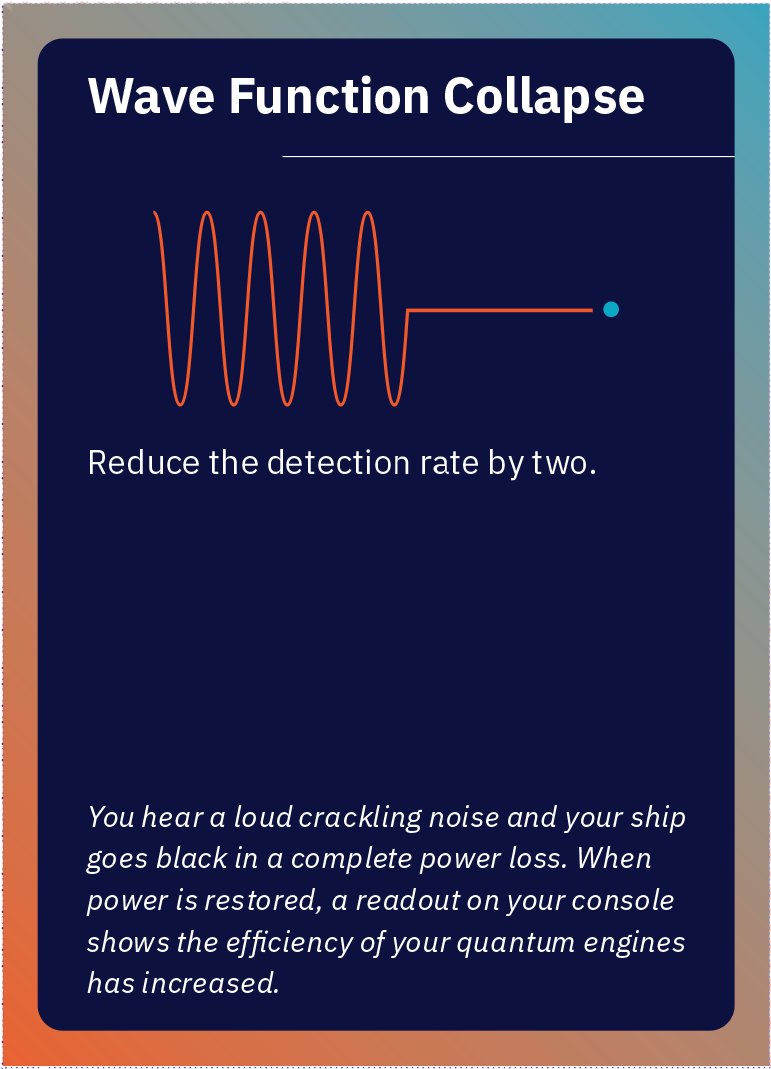 Wave Function Collapse
Reduce the detection rate by two.
You hear a loud crackling noise and your ship
goes black in a complete power loss. When
power is restored, a readout on your console
shows the efficiency of your quantum engines
has increased.